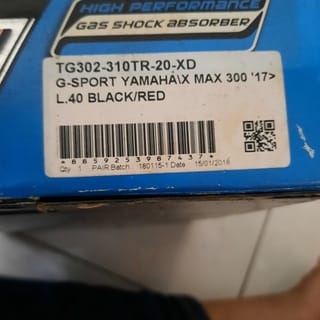 HIGH PERFORMANCE
GAS SHOCK ABSORBER
TG302-310TR-20-XD
G-SPORT YAMAHA\X MAX 300 '17>
L.40 BLACK/RED
*8859253987437*
Qty. 1 PAIR Batch : 180115-1 Date 15/01/2018